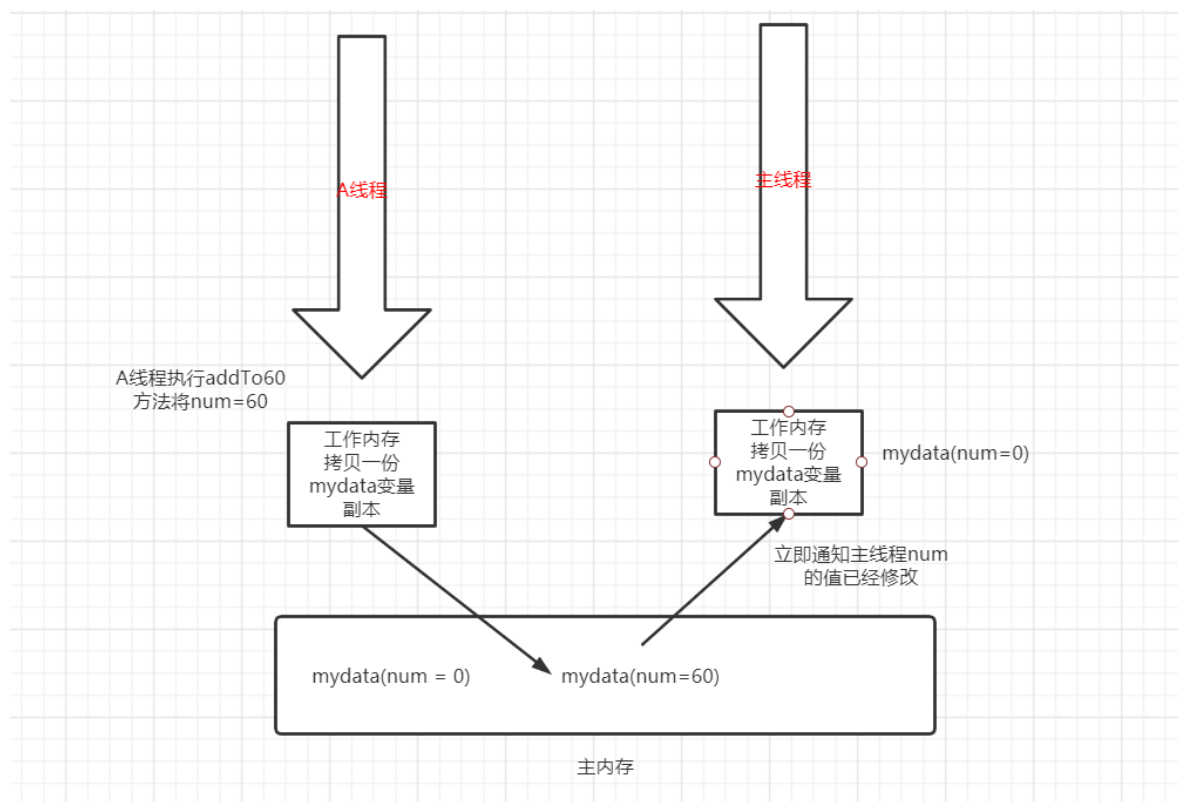 A线程
主线程
A线程执行addTo60
方法将num=60
工作内存
拷贝一份
mydata变量
副本
工作内存
拷贝一份
mydata变量
副本
mydata(num=0)
立即通知主线程num
的值已经修改
mydata(num = 0)
mydata(num=60)
主内存